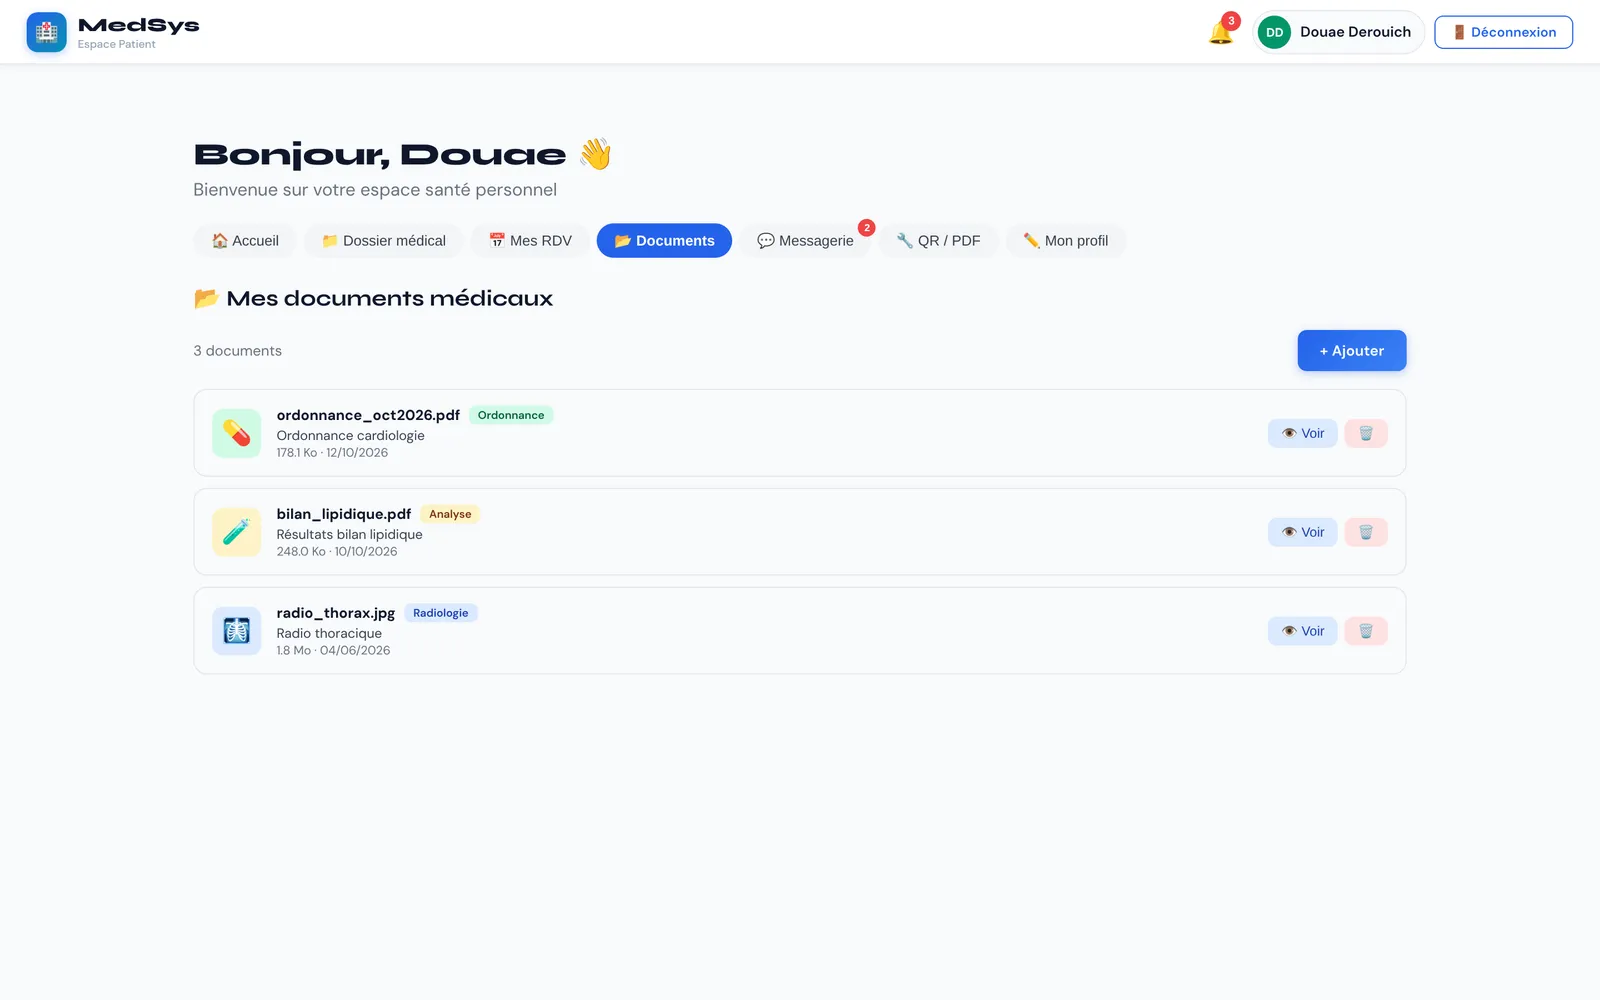 MedSys
Espace Patient
3
DD
Douae Derouich
Déconnexion
Bonjour, Douae
Bienvenue sur votre espace santé personnel
Accueil
Dossier médical
Mes RDV
Documents
Messagerie
2
QR / PDF
Mon profil
Mes documents médicaux
3 documents
+ Ajouter
ordonnance_oct2026.pdf Ordonnance
Ordonnance cardiologie
178.1 Ko · 12/10/2026
Voir
bilan_lipidique.pdf Analyse
Résultats bilan lipidique
248.0 Ko · 10/10/2026
Voir
radio_thorax.jpg Radiologie
Radio thoracique
1.8 Mo · 04/06/2026
Voir